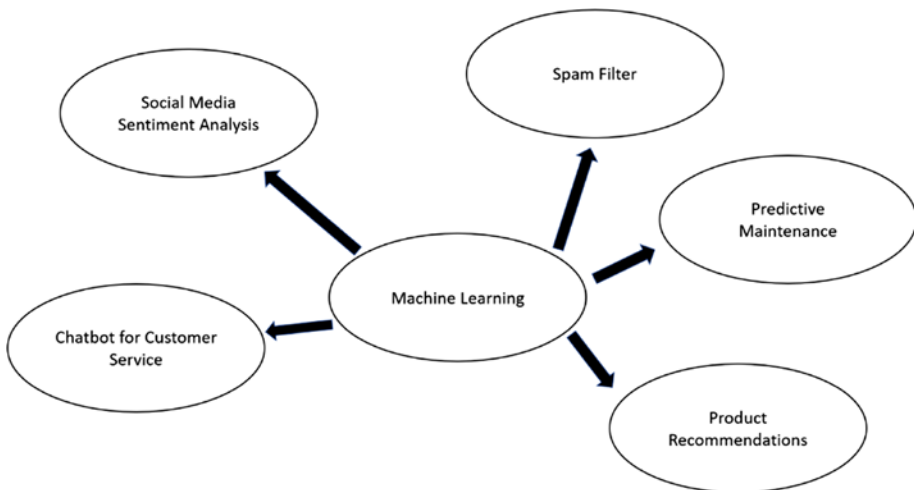 Social Media
Sentiment Analysis
Spam Filter
Predictive
Maintenance
Machine Learning
Chatbot for Customer
Service
Product
Recommendations